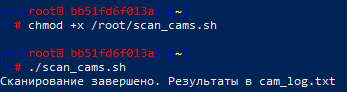 ┌──(root㉿bb51fd6f013a)-[~]
└─# chmod +x /root/scan_cams.sh
┌──(root㉿bb51fd6f013a)-[~]
└─# ./scan_cams.sh
Сканирование завершено. Результаты в cam_log.txt